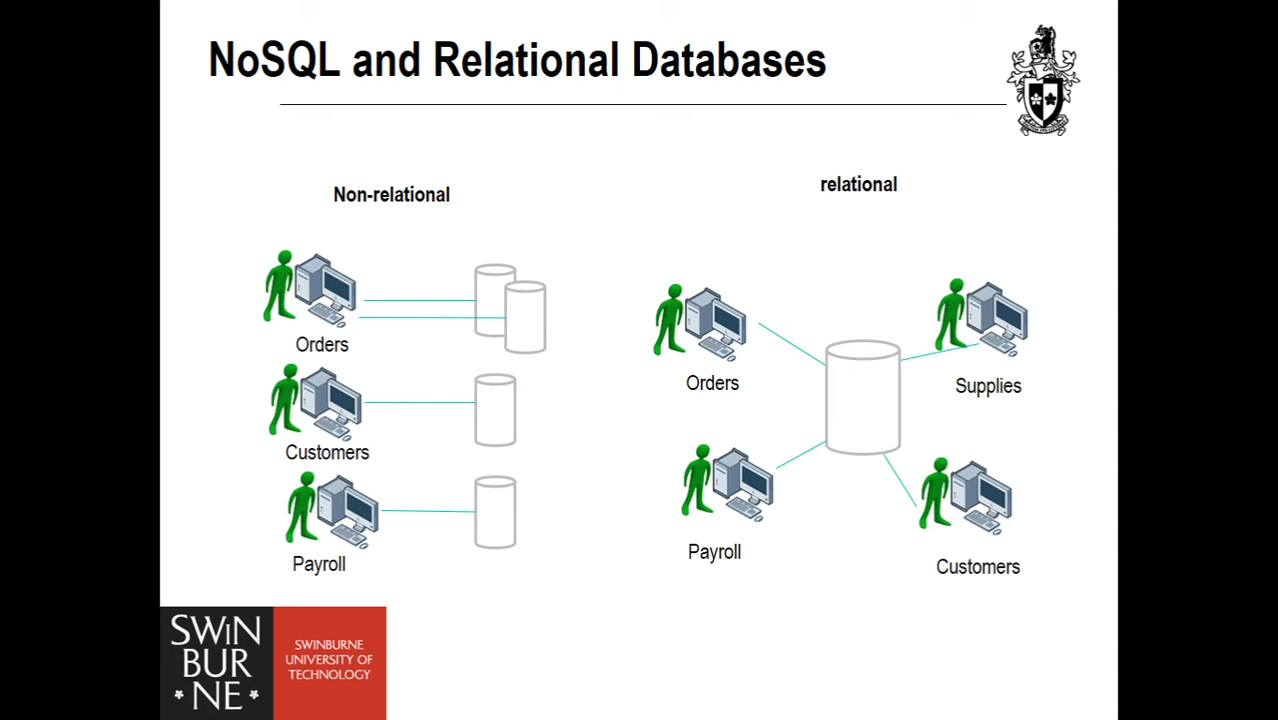 NoSQL and Relational Databases
Non-relational
relational
Orders
Customers
Payroll
Orders
Supplies
Payroll
Customers
SWiN
BUR
NE
SWINBURNE
UNIVERSITY OF
TECHNOLOGY